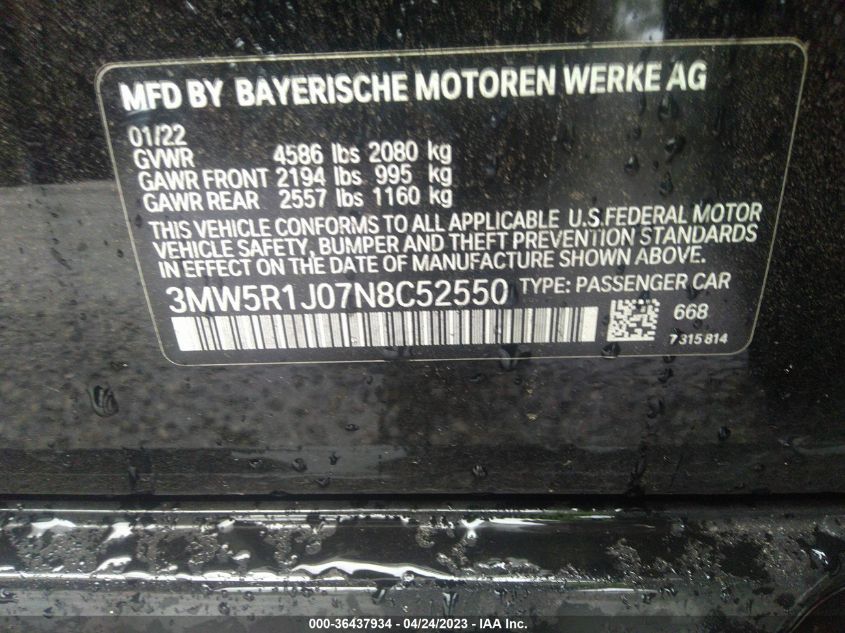 MFD BY BAYERISCHE MOTOREN WERKE AG
01/22
GVWR 4586 lbs 2080 kg
GAWR FRONT 2194 lbs 995 kg
GAWR REAR 2557 lbs 1160 kg
THIS VEHICLE CONFORMS TO ALL APPLICABLE U.S.FEDERAL MOTOR
VEHICLE SAFETY, BUMPER AND THEFT PREVENTION STANDARDS
IN EFFECT ON THE DATE OF MANUFACTURE SHOWN ABOVE.
3MW5R1J07N8C52550 TYPE: PASSENGER CAR
668
7 315 814
000-36437934 - 04/24/2023 - IAA Inc.